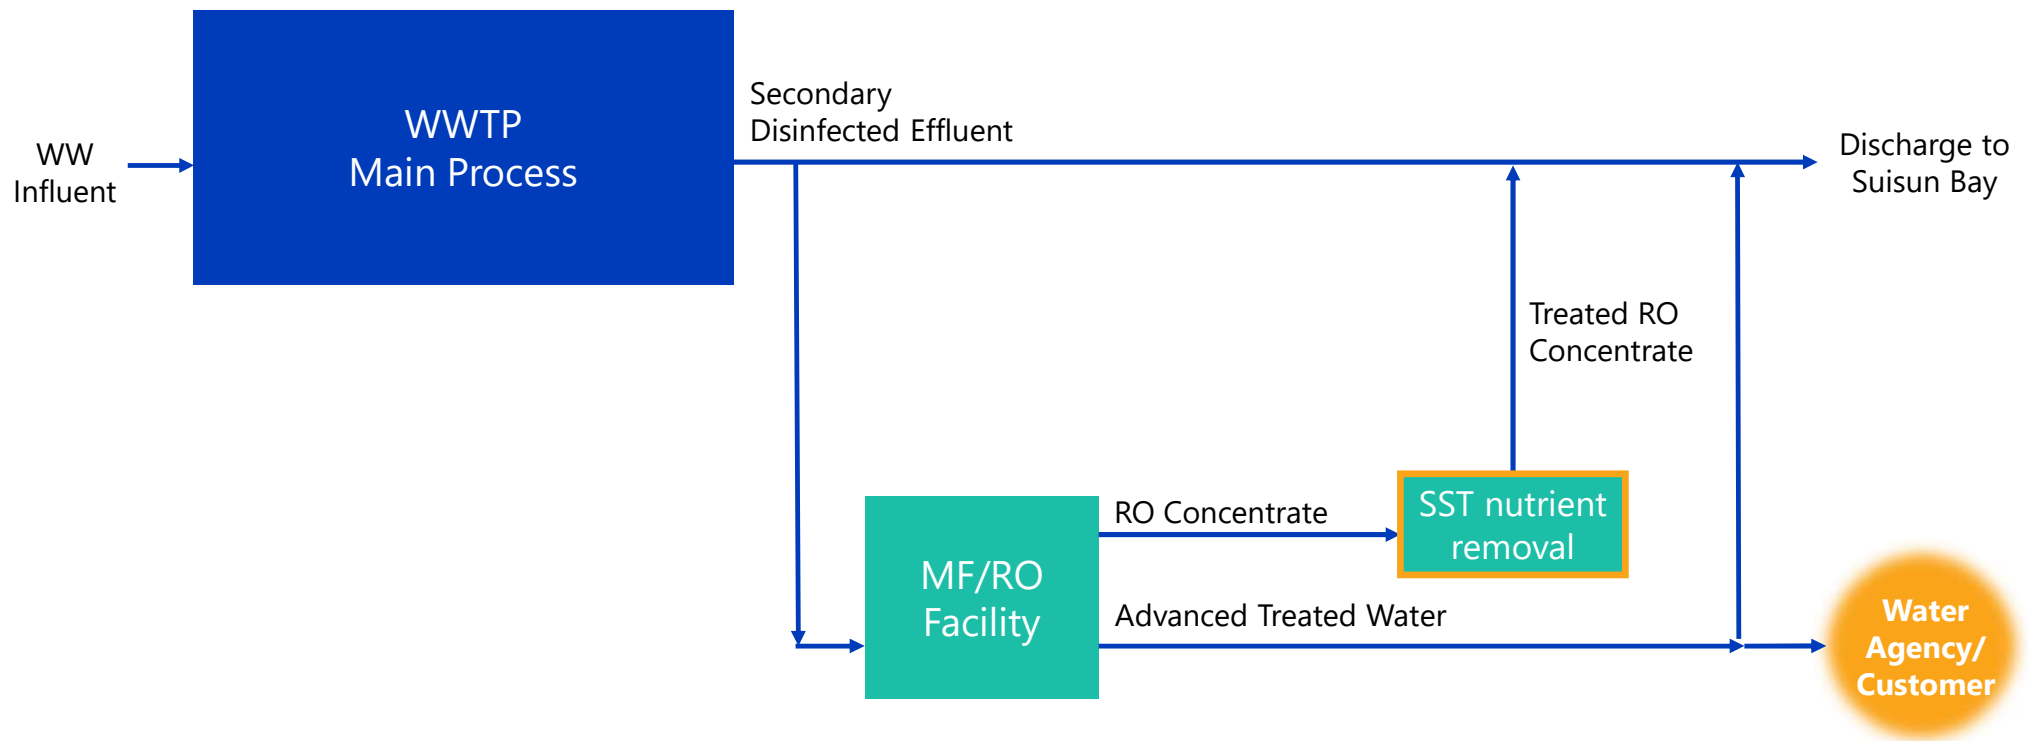 WW
Influent
WWTP
Main Process
Secondary
Disinfected Effluent
Discharge to
Suisun Bay
Treated RO
Concentrate
MF/RO
Facility
RO Concentrate
SST nutrient
removal
Advanced Treated Water
Water
Agency/
Customer